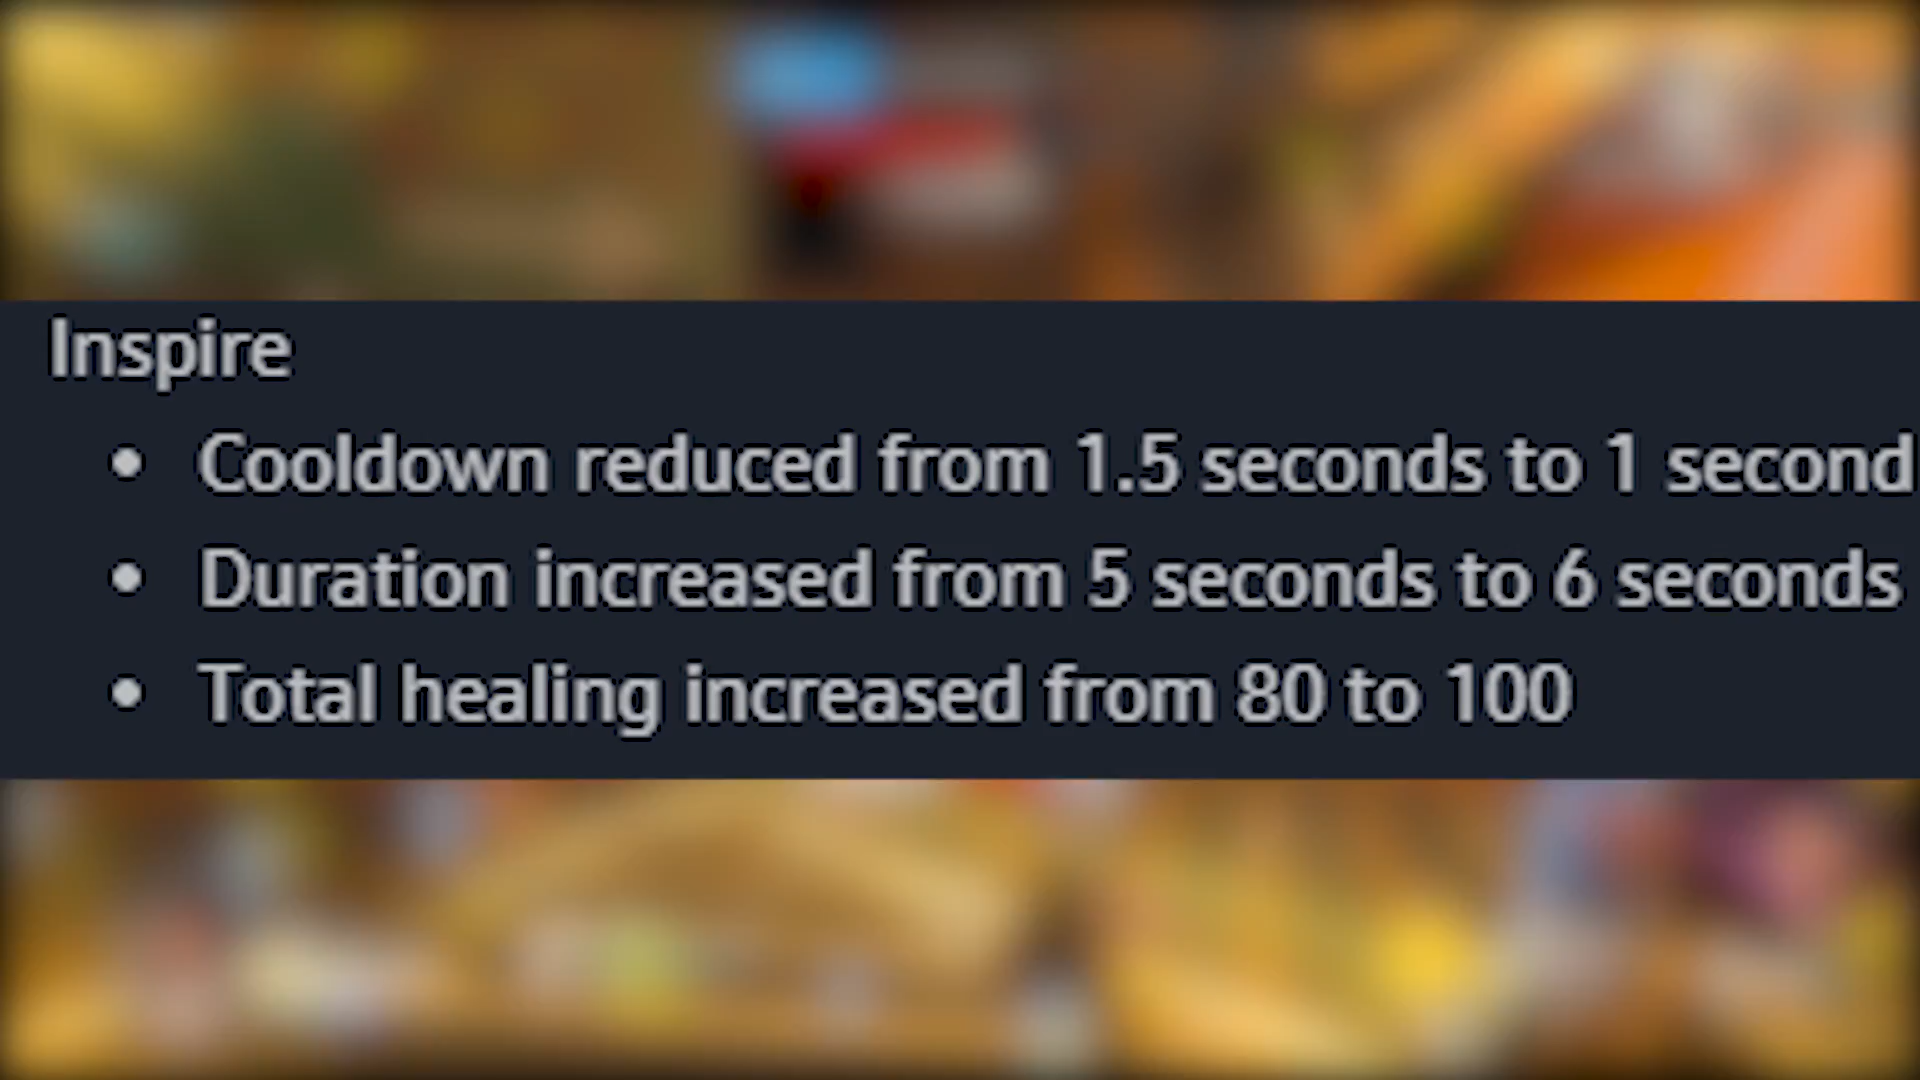 Inspire
• Cooldown reduced from 1.5 seconds to 1 second
• Duration increased from 5 seconds to 6 seconds
• Total healing increased from 80 to 100